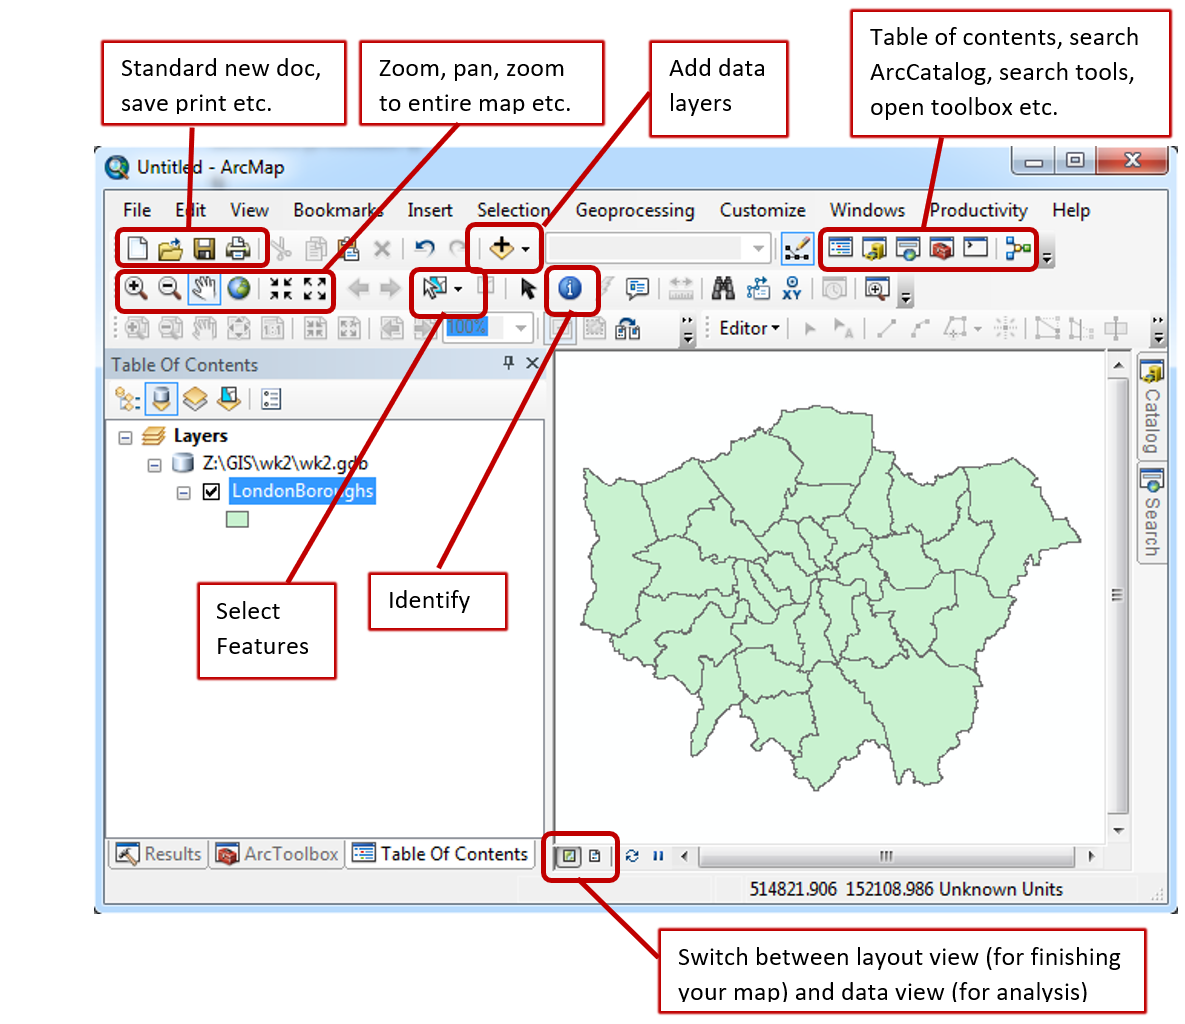 Standard new doc,
save print etc.
Zoom, pan, zoom
to entire map etc.
Add data
layers
Table of contents, search
ArcCatalog, search tools,
open toolbox etc.
Untitled - ArcMap
File Edit View Bookmarks Insert Selection Geoprocessing Customize Windows Productivity Help
XY
1:1
100%
Editor
Table Of Contents
Layers
Z:\GIS\wk2\wk2.gdb
LondonBoroughs
Catalog
Search
Select
Features
Identify
Results ArcToolbox Table Of Contents
514821.906 152108.986 Unknown Units
Switch between layout view (for finishing
your map) and data view (for analysis)